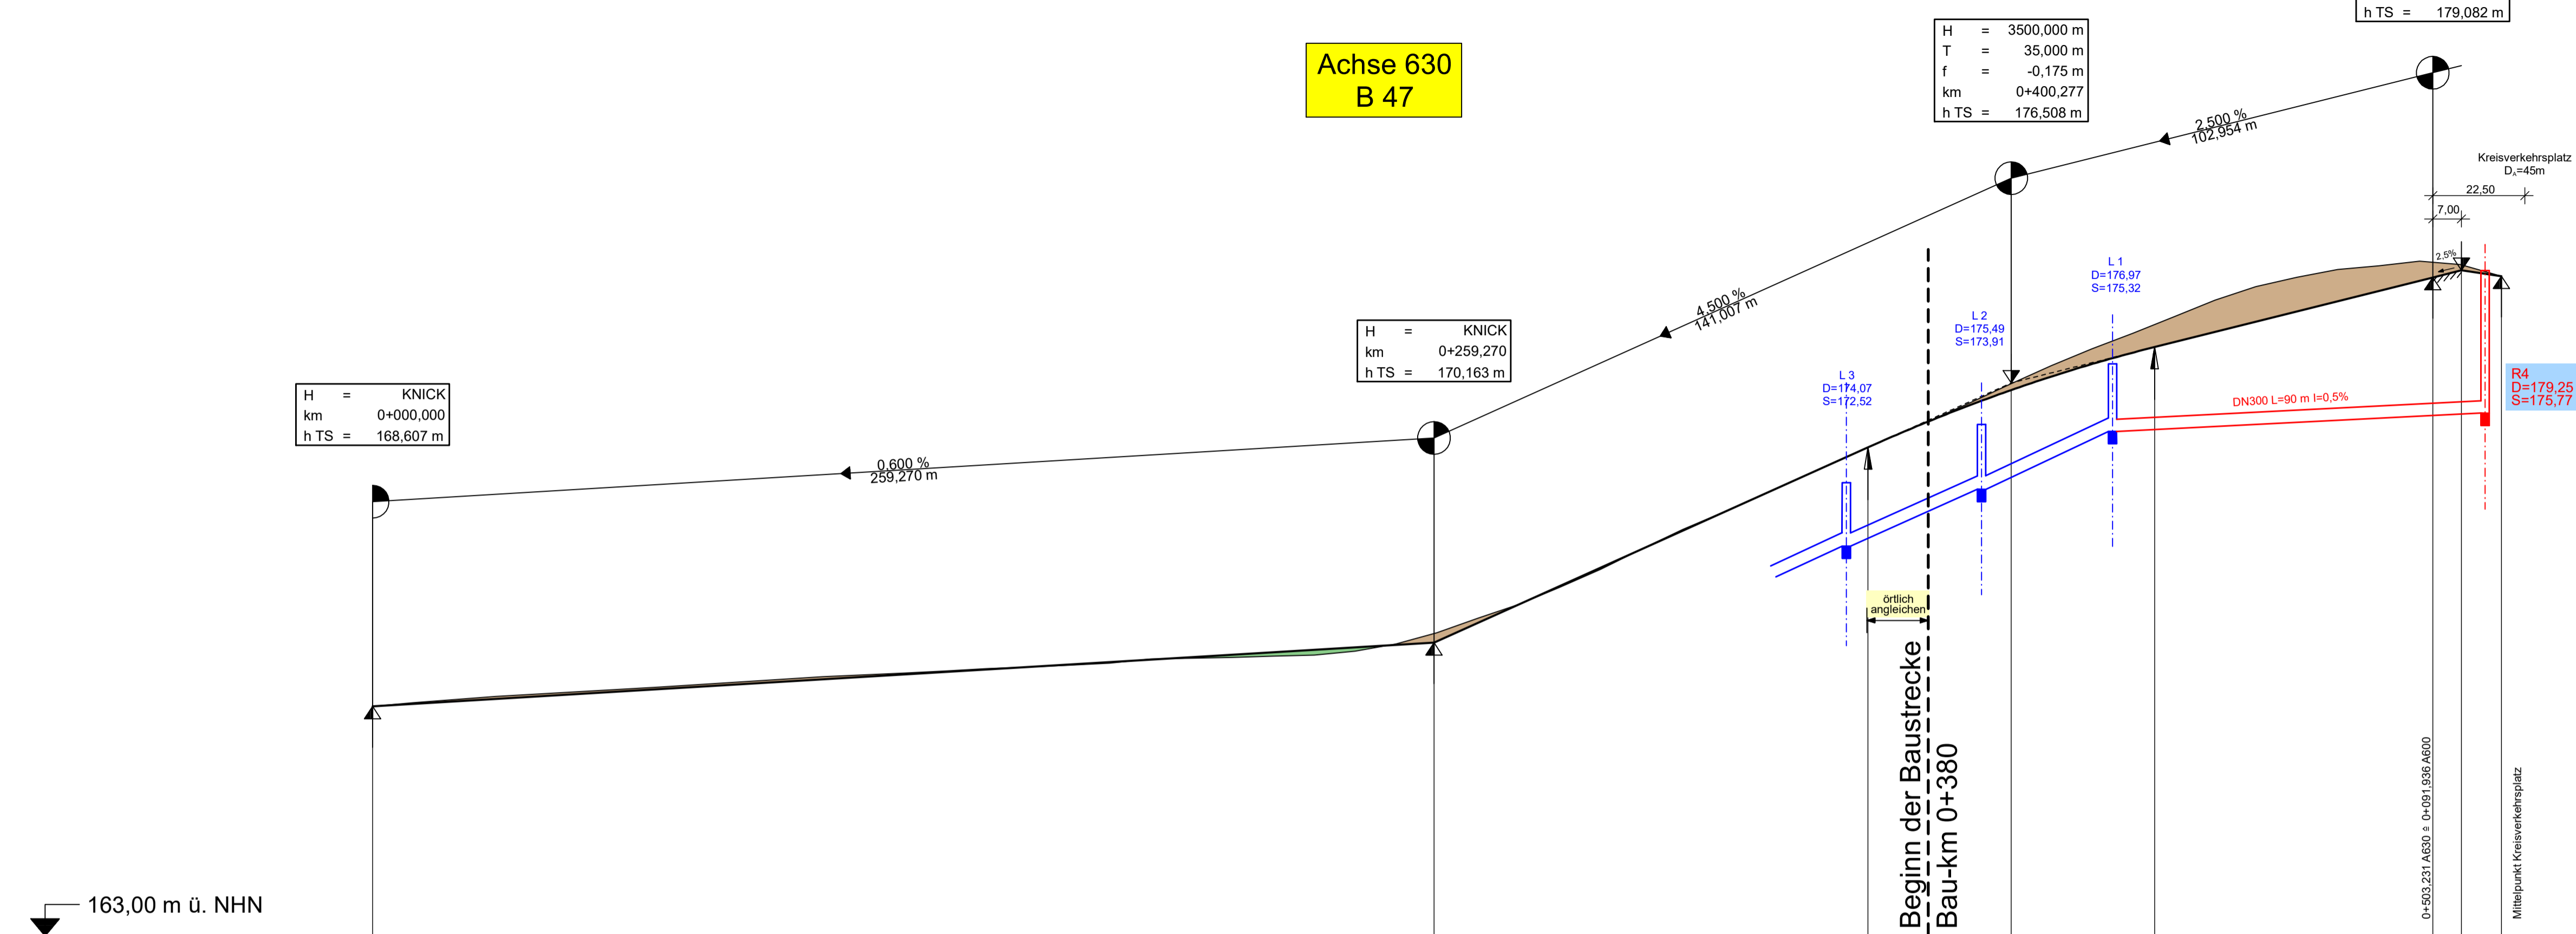 h TS = 179,082 m
H = 3500,000 m
T = 35,000 m
f = -0,175 m
km 0+400,277
h TS = 176,508 m
Achse 630
B 47
2,500 %
102,954 m
Kreisverkehrsplatz
DA=45m
22,50
7,00
2,5%
L 1
D=176,97
S=175,32
4,500 %
141,007 m
L 2
D=175,49
S=173,91
H = KNICK
km 0+259,270
h TS = 170,163 m
L 3
D=174,07
S=172,52
R4
D=179,25
S=175,77
DN300 L=90 m I=0,5%
H = KNICK
km 0+000,000
h TS = 168,607 m
0,600 %
259,270 m
örtlich
angleichen
Beginn der Baustrecke
Bau-km 0+380
0+503,231 A630 ≙ 0+091,936 A600
Mittelpunkt Kreisverkehrsplatz
163,00 m ü. NHN